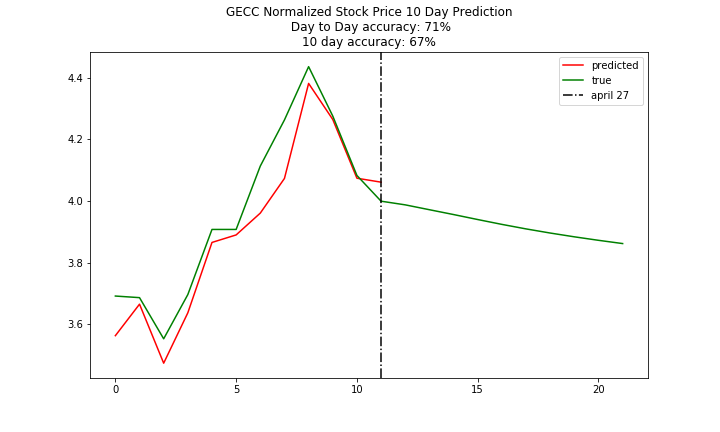 GECC Normalized Stock Price 10 Day Prediction
Day to Day accuracy: 71%
10 day accuracy: 67%
predicted
true
april 27
4.4
4.2
4.0
3.8
3.6
0 5 10 15 20